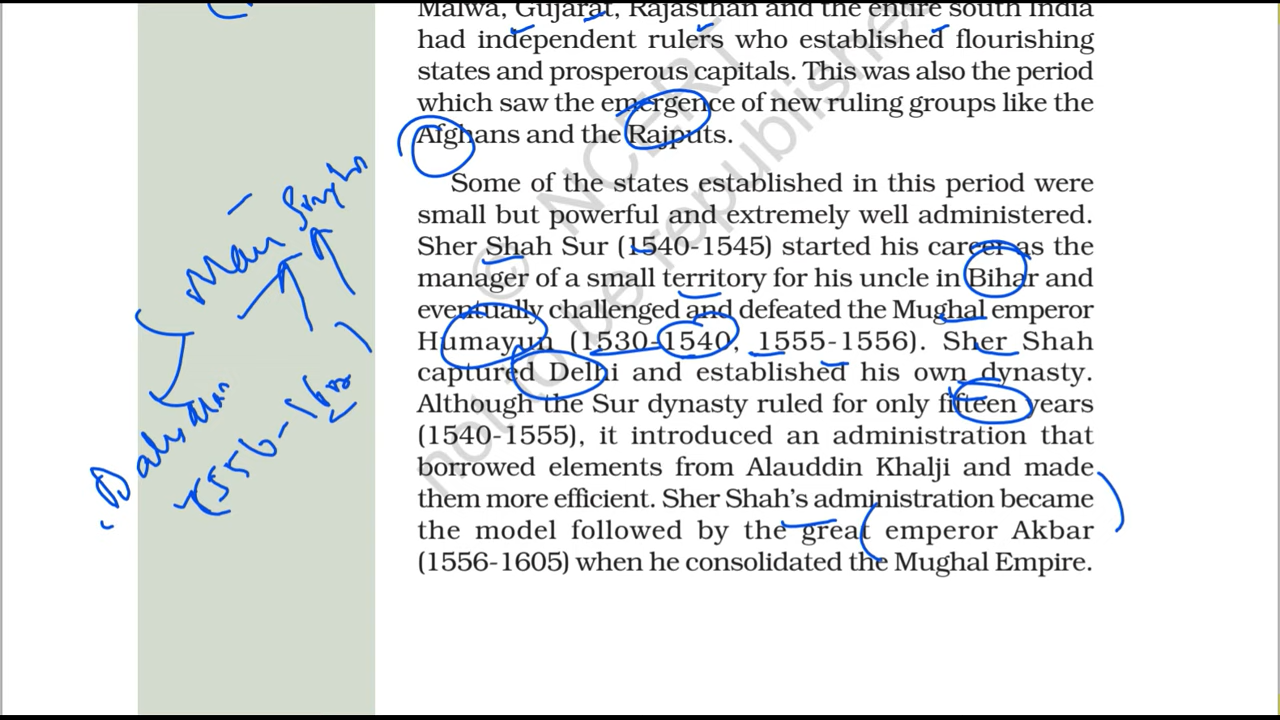 Malwa, Gujarat, Rajasthan and the entire south India
had independent rulers who established flourishing
states and prosperous capitals. This was also the period
which saw the emergence of new ruling groups like the
Afghans and the Rajputs.
Some of the states established in this period were
small but powerful and extremely well administered.
Sher Shah Sur (1540-1545) started his career as the
manager of a small territory for his uncle in Bihar and
eventually challenged and defeated the Mughal emperor
Humayun (1530-1540, 1555-1556). Sher Shah
captured Delhi and established his own dynasty.
Although the Sur dynasty ruled for only fifteen years
(1540-1555), it introduced an administration that
borrowed elements from Alauddin Khalji and made
them more efficient. Sher Shah's administration became
the model followed by the great emperor Akbar
(1556-1605) when he consolidated the Mughal Empire.
© NCERT
not to be republished